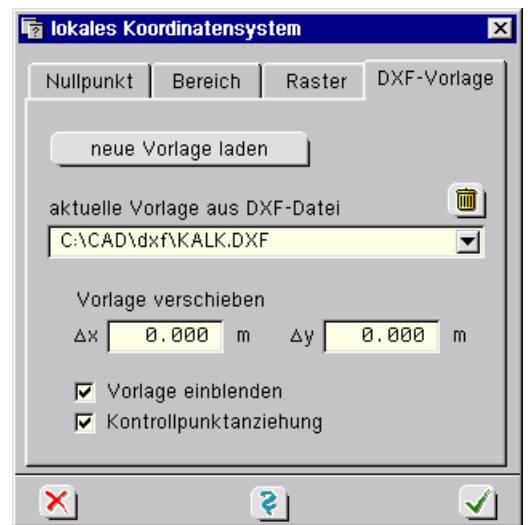 lokales Koordinatensystem
Nullpunkt Bereich Raster DXF-Vorlage
neue Vorlage laden
aktuelle Vorlage aus DXF-Datei
C:\CAD\dxf\KALK.DXF
Vorlage verschieben
Δx 0.000 m Δy 0.000 m
Vorlage einblenden
Kontrollpunktanziehung